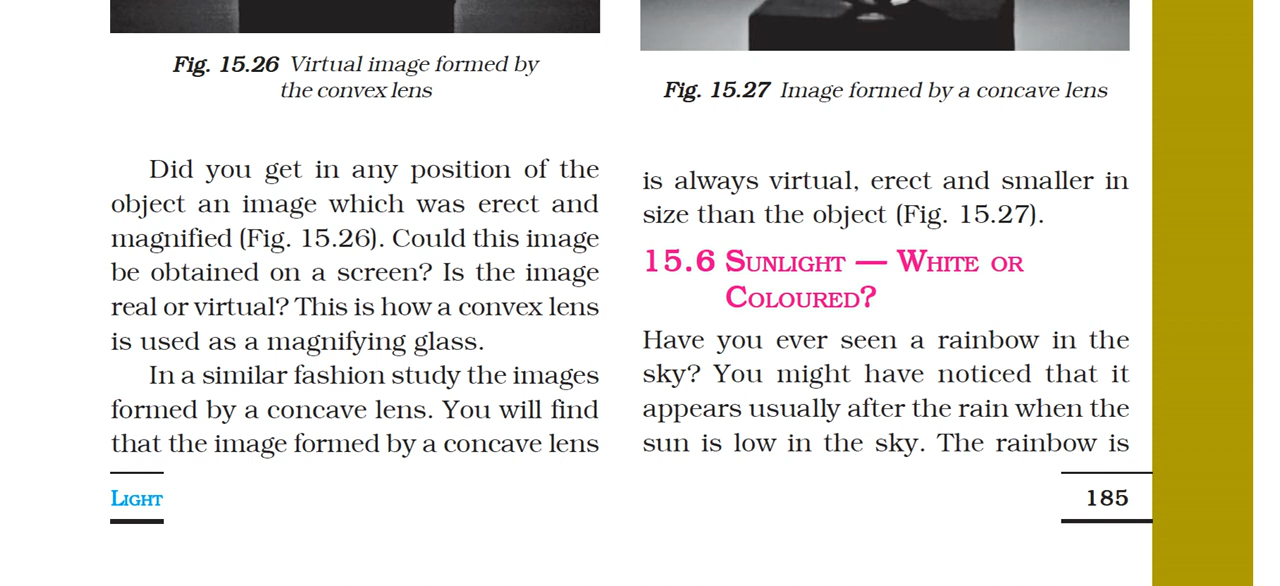 Fig. 15.26 Virtual image formed by
the convex lens
Did you get in any position of the
object an image which was erect and
magnified (Fig. 15.26). Could this image
be obtained on a screen? Is the image
real or virtual? This is how a convex lens
is used as a magnifying glass.
In a similar fashion study the images
formed by a concave lens. You will find
that the image formed by a concave lens
Fig. 15.27 Image formed by a concave lens
is always virtual, erect and smaller in
size than the object (Fig. 15.27).
15.6 SUNLIGHT — WHITE OR
COLOURED?
Have you ever seen a rainbow in the
sky? You might have noticed that it
appears usually after the rain when the
sun is low in the sky. The rainbow is
LIGHT
185